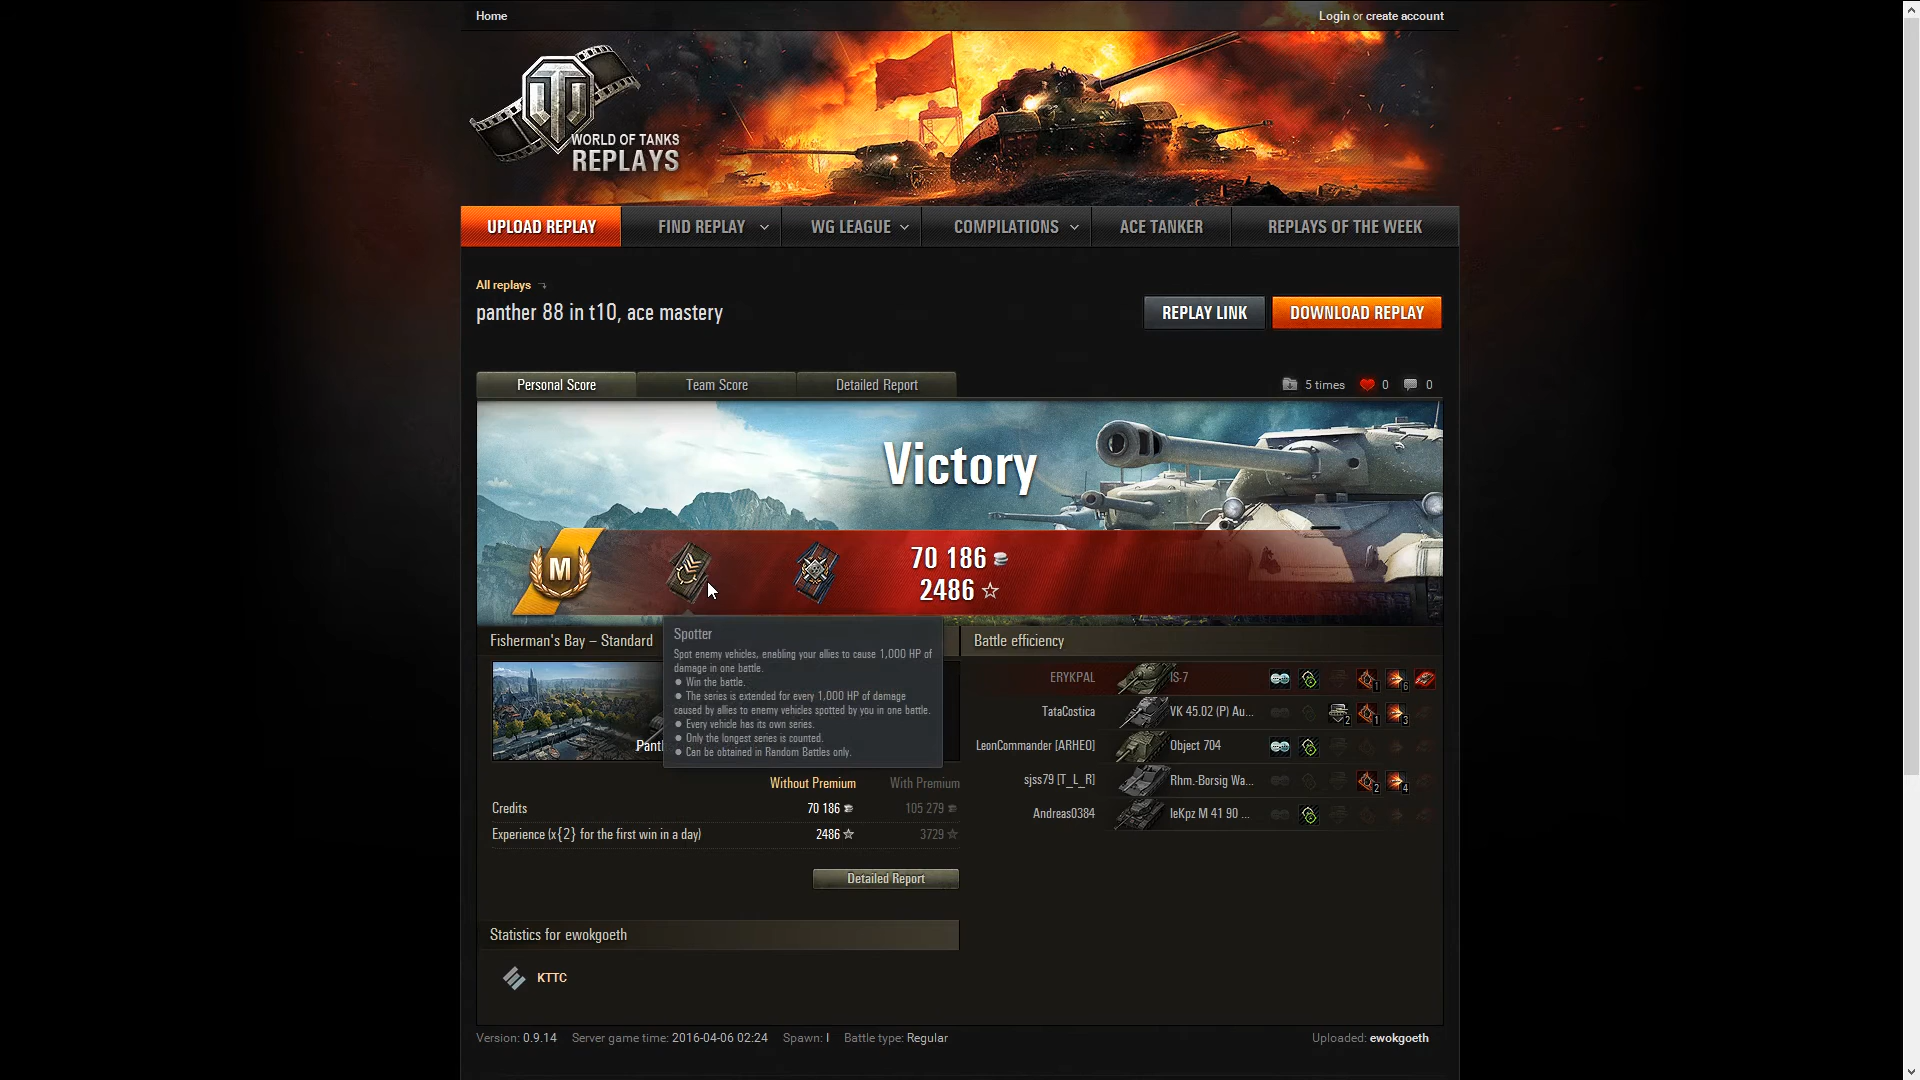 Home
Login or create account
WORLD OF TANKS
REPLAYS
UPLOAD REPLAY
FIND REPLAY
WG LEAGUE
COMPILATIONS
ACE TANKER
REPLAYS OF THE WEEK
All replays
panther 88 in t10, ace mastery
REPLAY LINK
DOWNLOAD REPLAY
Personal Score
Team Score
Detailed Report
5 times
0
0
Victory
M
70 186
2486
Fisherman's Bay – Standard
Spotter
Spot enemy vehicles, enabling your allies to cause 1,000 HP of
damage in one battle.
● Win the battle.
● The series is extended for every 1,000 HP of damage
caused by allies to enemy vehicles spotted by you in one battle.
● Every vehicle has its own series.
● Only the longest series is counted.
● Can be obtained in Random Battles only.
Pant
Without Premium With Premium
Credits 70 186 105 279
Experience (x{2} for the first win in a day) 2486 3729
Detailed Report
Battle efficiency
ERYKPAL IS-7 1 6
TataCostica VK 45.02 (P) Au... 2 1 3
LeonCommander [ARHEO] Object 704
sjss79 [T_L_R] Rhm.-Borsig Wa... 2 4
Andreas0384 leKpz M 41 90 ...
Statistics for ewokgoeth
KTTC
Version: 0.9.14 Server game time: 2016-04-06 02:24 Spawn: I Battle type: Regular
Uploaded: ewokgoeth